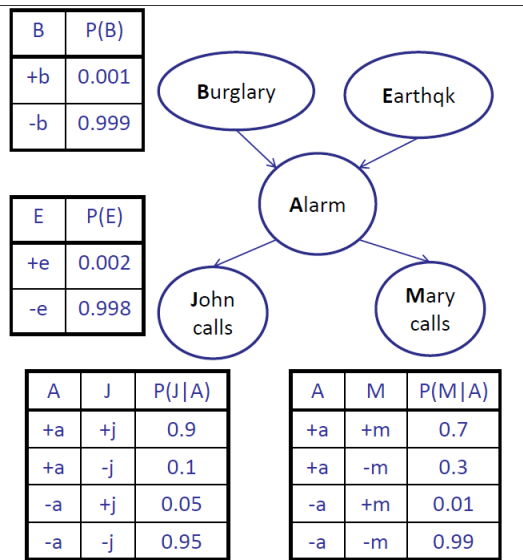 B P(B)
+b 0.001
-b 0.999
Burglary
Earthqk
Alarm
E P(E)
+e 0.002
-e 0.998
John
calls
Mary
calls
A J P(J|A)
+a +j 0.9
+a -j 0.1
-a +j 0.05
-a -j 0.95
A M P(M|A)
+a +m 0.7
+a -m 0.3
-a +m 0.01
-a -m 0.99